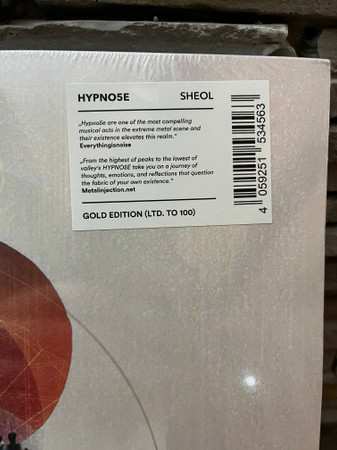 HYPNO5E SHEOL
„Hypno5e are one of the most compelling
musical acts in the extreme metal scene and
their existence elevates this realm."
Everythingisnoise
„From the highest of peaks to the lowest of
valley's HYPNO5E take you on a journey of
thoughts, emotions, and reflections that question
the fabric of your own existence."
Metalinjection.net
GOLD EDITION (LTD. TO 100)
4 059251 534563